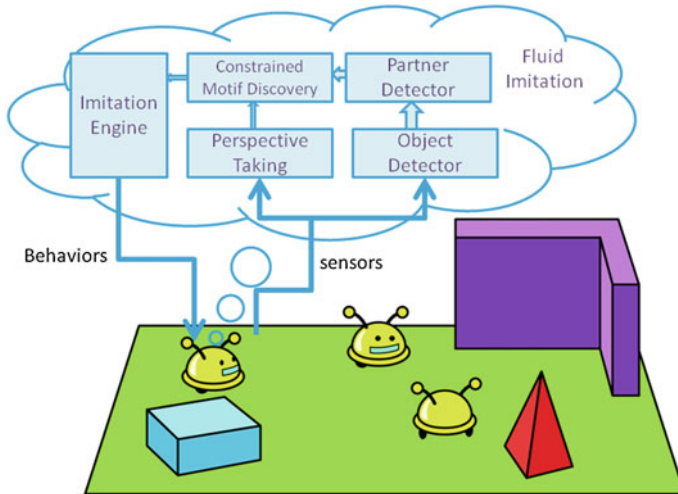 Fluid
Imitation
Imitation
Engine
Constrained
Motif Discovery
Partner
Detector
Perspective
Taking
Object
Detector
Behaviors
sensors